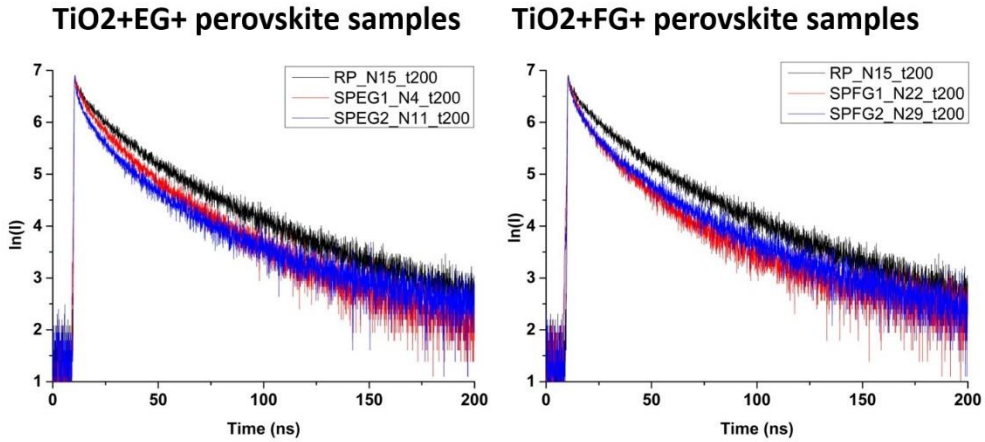 TiO2+EG+ perovskite samples
7
6
5
4
3
2
1
ln(I)
RP_N15_t200
SPEG1_N4_t200
SPEG2_N11_t200
0
50
100
150
200
Time (ns)
TiO2+FG+ perovskite samples
7
6
5
4
3
2
1
ln(I)
RP_N15_t200
SPFG1_N22_t200
SPFG2_N29_t200
0
50
100
150
200
Time (ns)